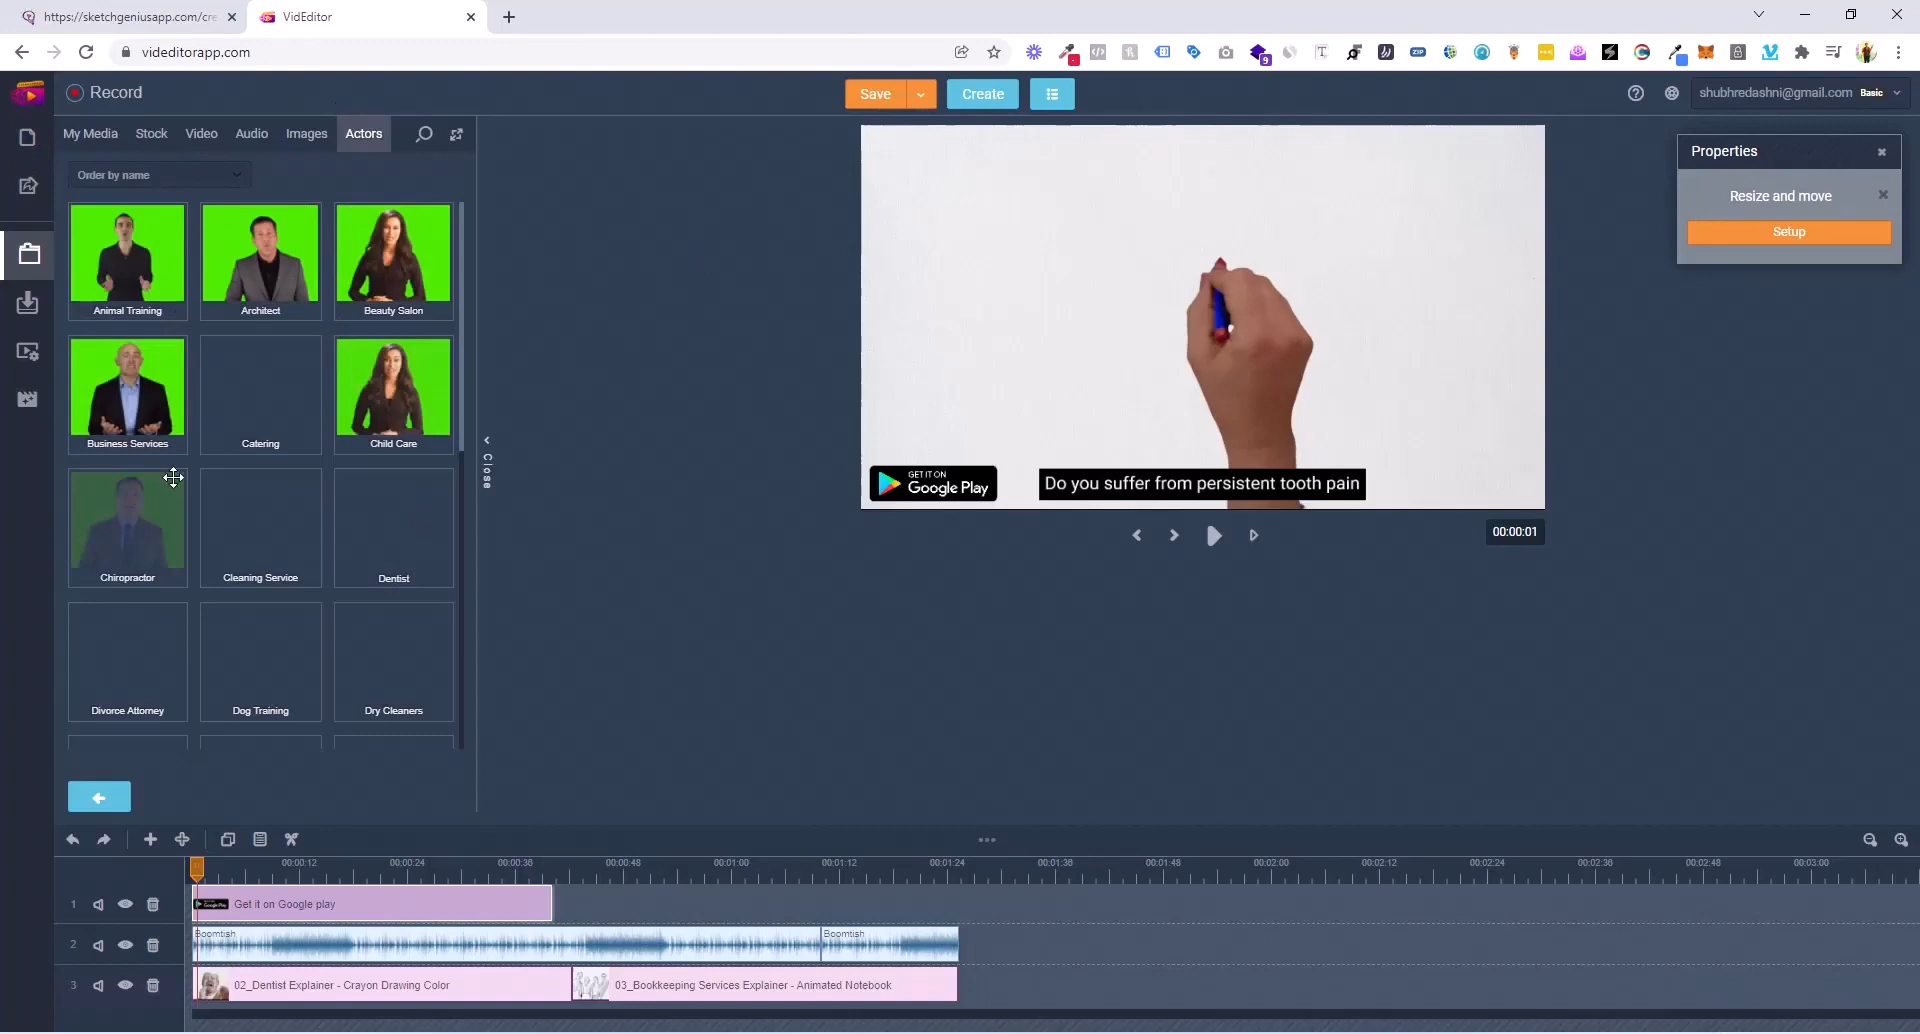 https://sketchgeniusapp.com/cre
VidEditor
videditorapp.com
ZIP
9
Record
Save
Create
shubhredashni@gmail.com Basic
My Media Stock Video Audio Images Actors
Order by name
Properties
Resize and move
Setup
Animal Training
Architect
Beauty Salon
Business Services
Catering
Child Care
Chiropractor
Cleaning Service
Dentist
Divorce Attorney
Dog Training
Dry Cleaners
Close
GET IT ON
Google Play
Do you suffer from persistent tooth pain
00:00:01
00:00:12 00:00:24 00:00:36 00:00:48 00:01:00 00:01:12 00:01:24 00:01:36 00:01:48 00:02:00 00:02:12 00:02:24 00:02:36 00:02:48 00:03:00
1 Get it on Google play
2 Boomtish Boomtish
3 02_Dentist Explainer - Crayon Drawing Color 03_Bookkeeping Services Explainer - Animated Notebook